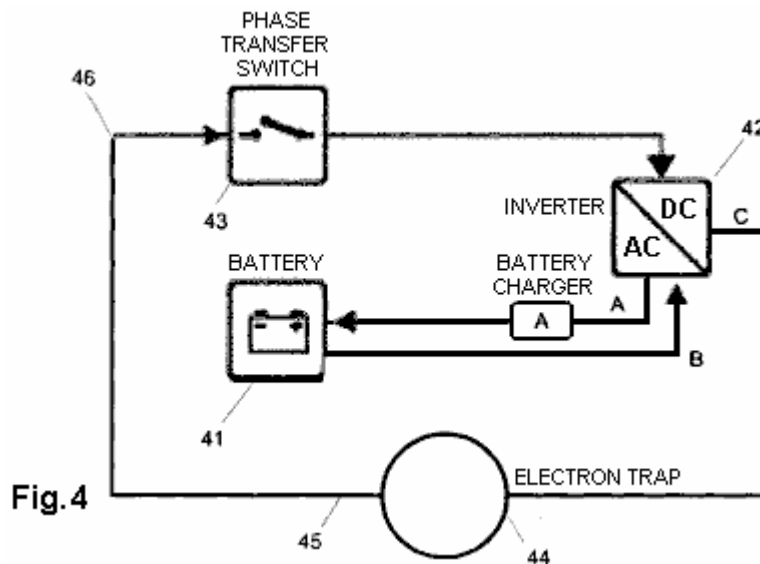 PHASE
TRANSFER
SWITCH
46
43
42
INVERTER
DC
AC
C
BATTERY
BATTERY
CHARGER
A
A
B
41
Fig.4
ELECTRON TRAP
45
44